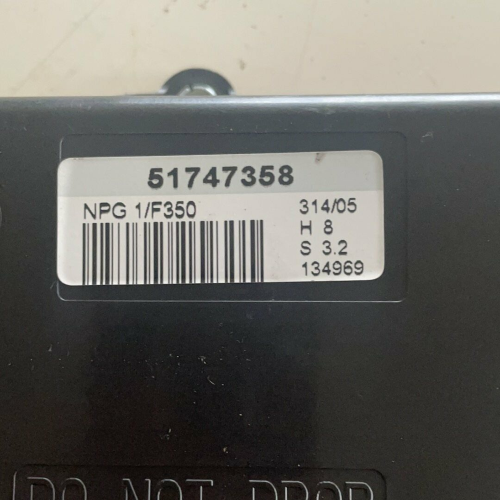 51747358
NPG 1/F350
314/05
H 8
S 3.2
134969
DO NOT DROP